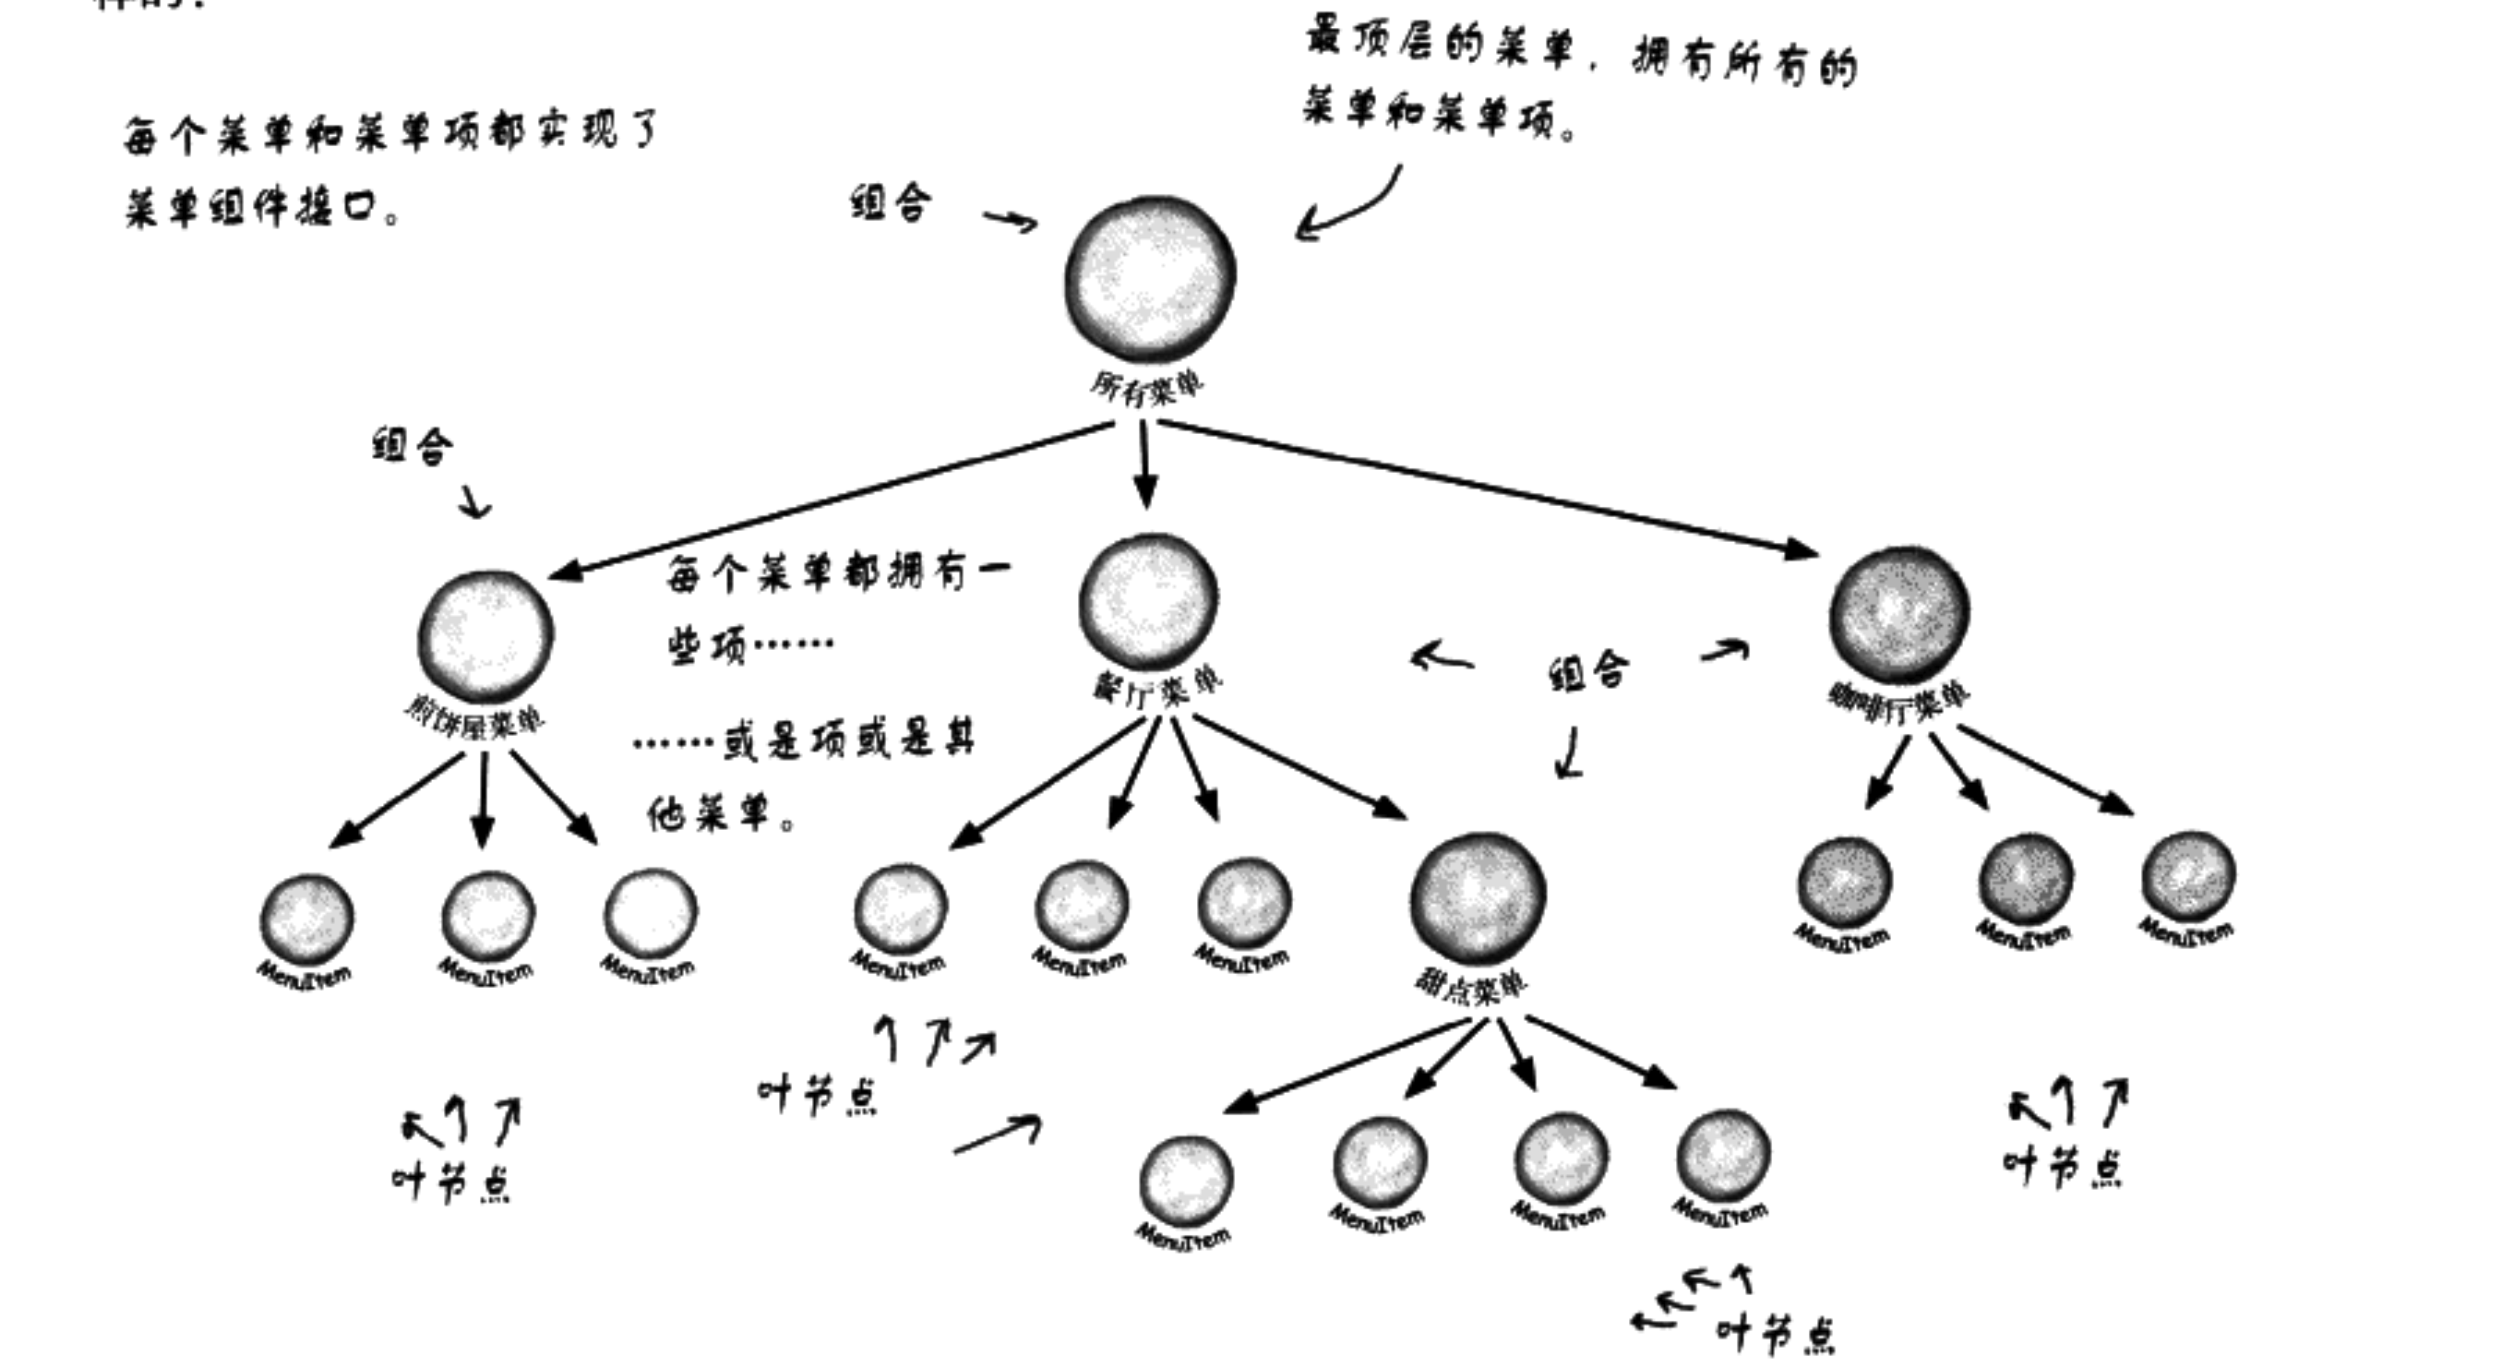 样的：
最顶层的菜单，拥有所有的
菜单和菜单项。
每个菜单和菜单项都实现了
菜单组件接口。
组合
所有菜单
组合
每个菜单都拥有一
些项……
……或是项或是其
他菜单。
煎饼屋菜单
餐厅菜单
组合
咖啡厅菜单
MenuItem
MenuItem
MenuItem
MenuItem
MenuItem
MenuItem
甜点菜单
MenuItem
MenuItem
MenuItem
叶节点
叶节点
叶节点
MenuItem
MenuItem
MenuItem
MenuItem
叶节点